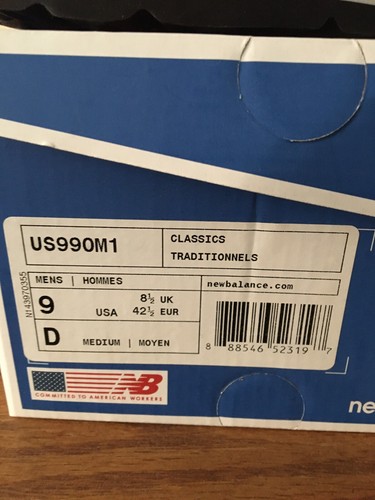 US990M1
CLASSICS
TRADITIONNELS
MENS | HOMMES
newbalance.com
9 USA 8½ UK
42½ EUR
D MEDIUM | MOYEN
N143970355
8 88546 52319 7
NB
COMMITTED TO AMERICAN WORKERS
ne